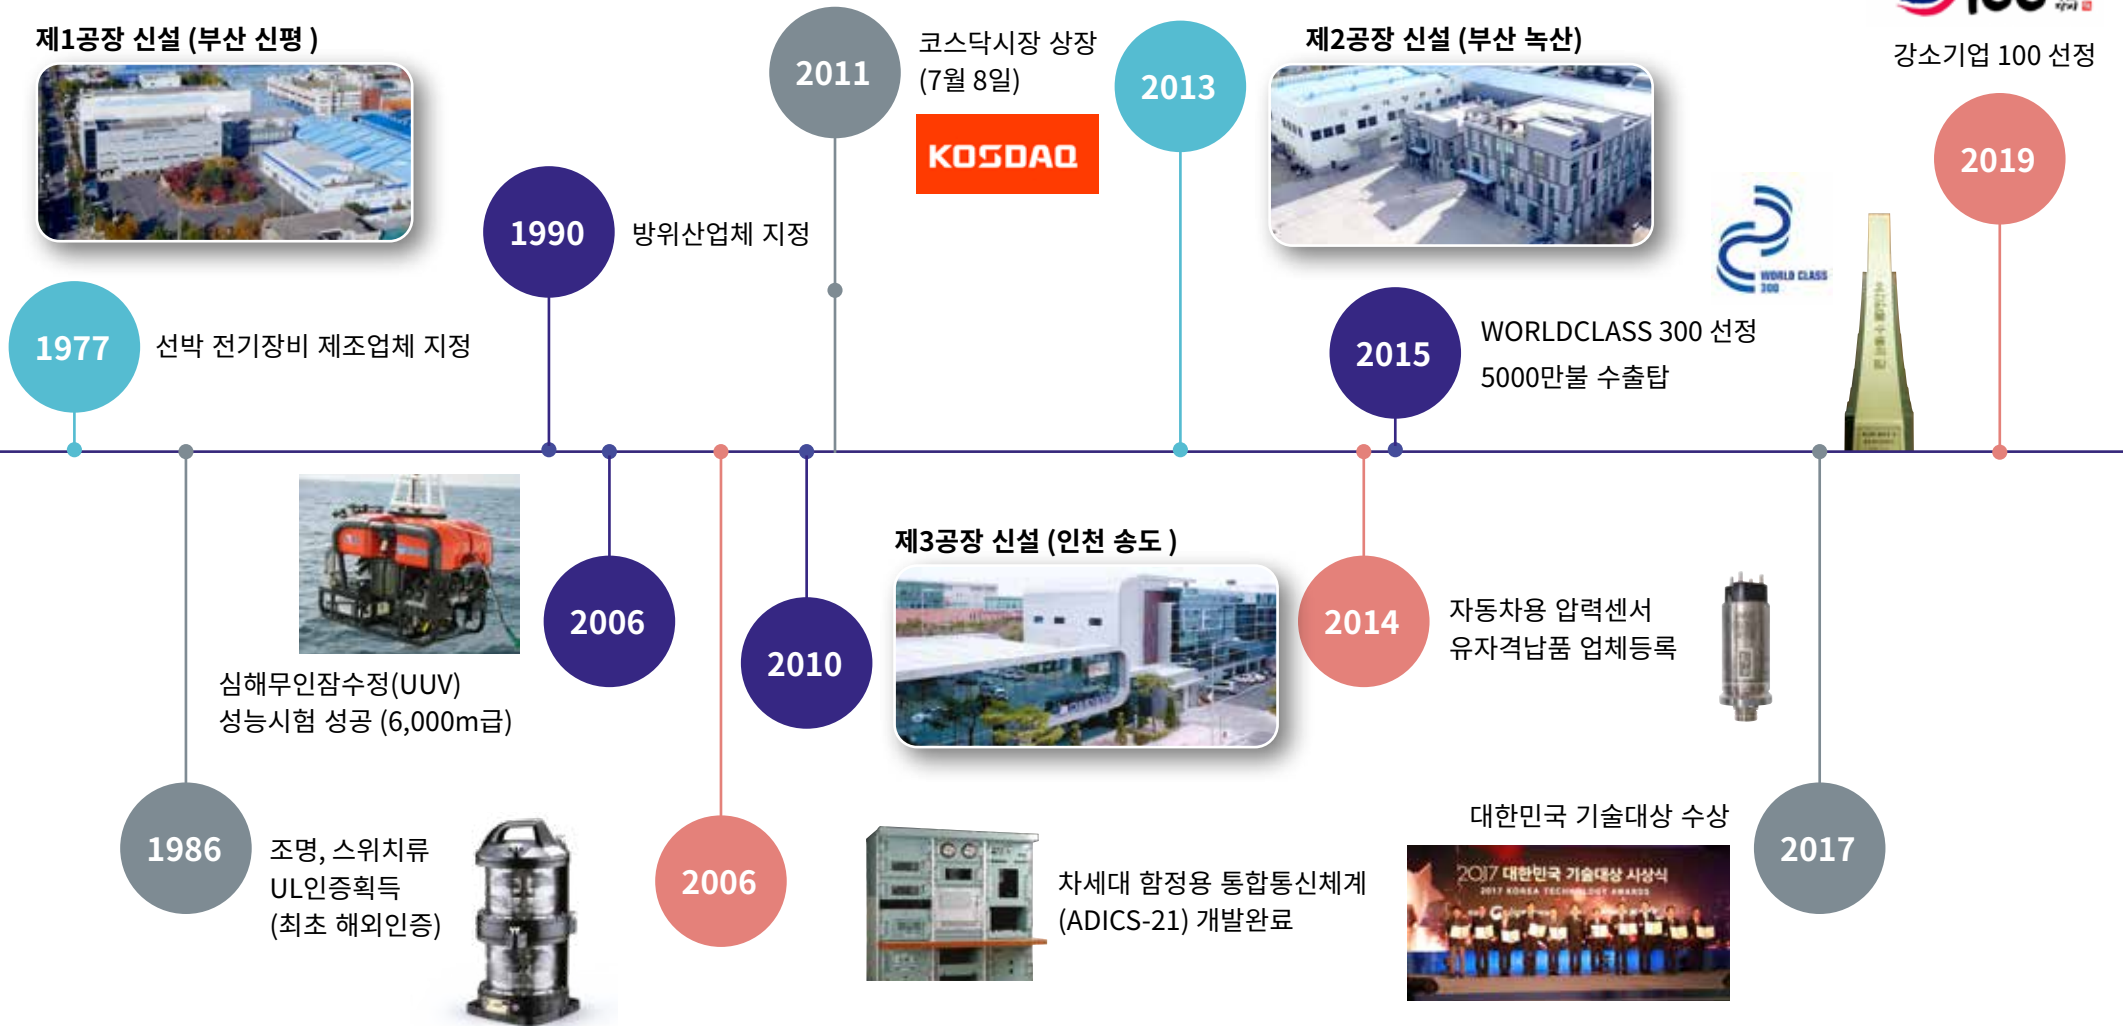 제1공장 신설 (부산 신평 )
1977
선박 전기장비 제조업체 지정
1986
조명, 스위치류
UL인증획득
(최초 해외인증)
1990
방위산업체 지정
2006
심해무인잠수정(UUV)
성능시험 성공 (6,000m급)
2006
차세대 함정용 통합통신체계
(ADICS-21) 개발완료
2010
제3공장 신설 (인천 송도 )
2011
코스닥시장 상장
(7월 8일)
KOSDAQ
2013
제2공장 신설 (부산 녹산)
2014
자동차용 압력센서
유자격납품 업체등록
2015
WORLDCLASS 300 선정
5000만불 수출탑
WORLD CLASS
300
2017
대한민국 기술대상 수상
2017 대한민국 기술대상 시상식
2017 KOREA TECHNOLOGY AWARDS
2019
강소기업 100 선정